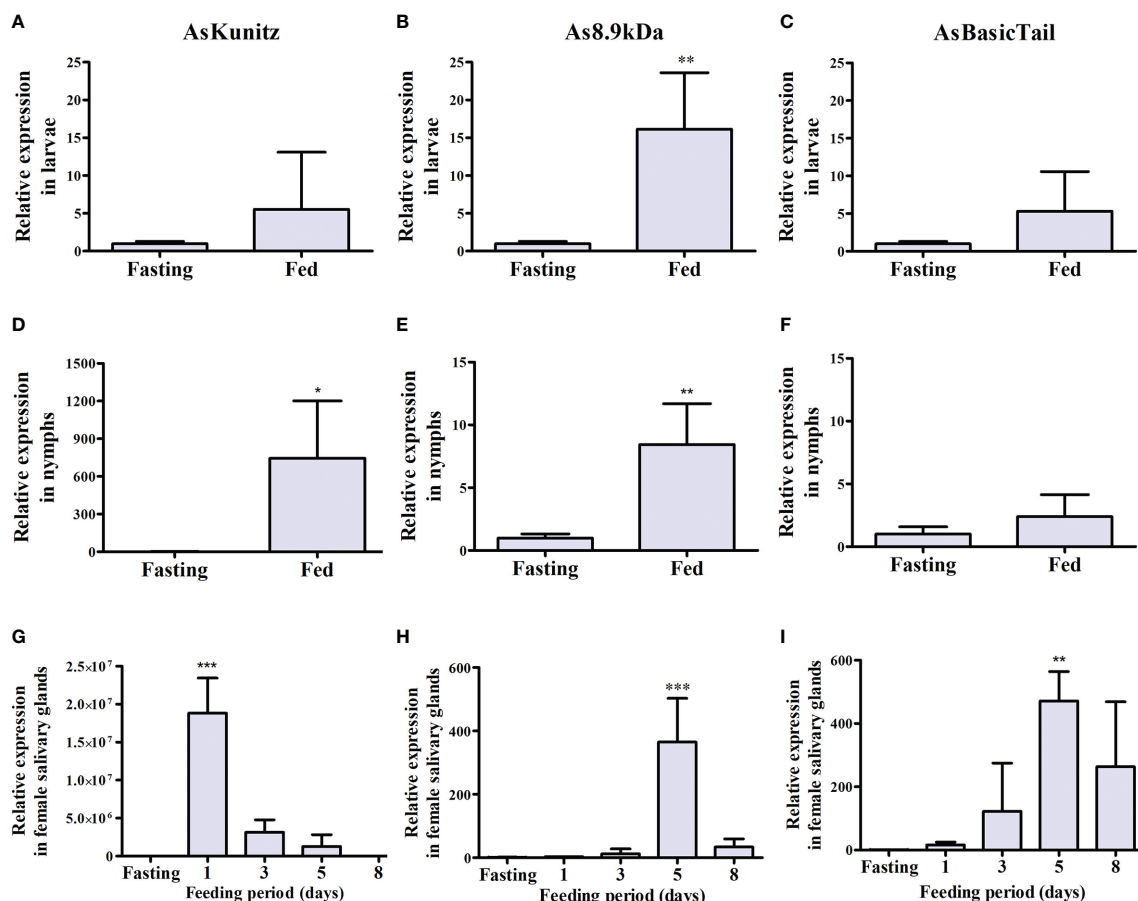 A
AsKunitz
Relative expression
in larvae
25
20
15
10
5
0
Fasting
Fed
B
As8.9kDa
Relative expression
in larvae
25
20
15
10
5
0
**
Fasting
Fed
C
AsBasicTail
Relative expression
in larvae
25
20
15
10
5
0
Fasting
Fed
D
Relative expression
in nymphs
1500
1200
900
600
300
0
*
Fasting
Fed
E
Relative expression
in nymphs
15
10
5
0
**
Fasting
Fed
F
Relative expression
in nymphs
15
10
5
0
Fasting
Fed
G
Relative expression
in female salivary glands
2.5×10⁷
2.0×10⁷
1.5×10⁷
1.0×10⁷
5.0×10⁶
0
***
Fasting 1 3 5 8
Feeding period (days)
H
Relative expression
in female salivary glands
600
400
200
0
***
Fasting 1 3 5 8
Feeding period (days)
I
Relative expression
in female salivary glands
600
400
200
0
**
Fasting 1 3 5 8
Feeding period (days)